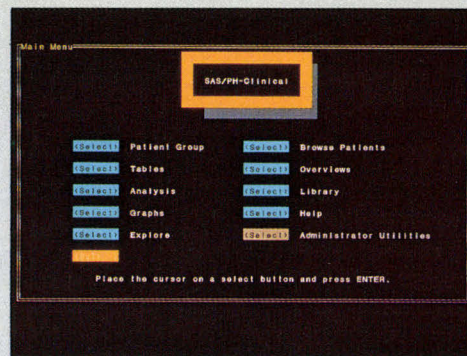 Main Menu
SAS/PH-Clinical
(Select) Patient Group (Select) Browse Patients
(Select) Tables (Select) Overviews
(Select) Analysis (Select) Library
(Select) Graphs (Select) Help
(Select) Explore (Select) Administrator Utilities
Place the cursor on a select button and press ENTER.